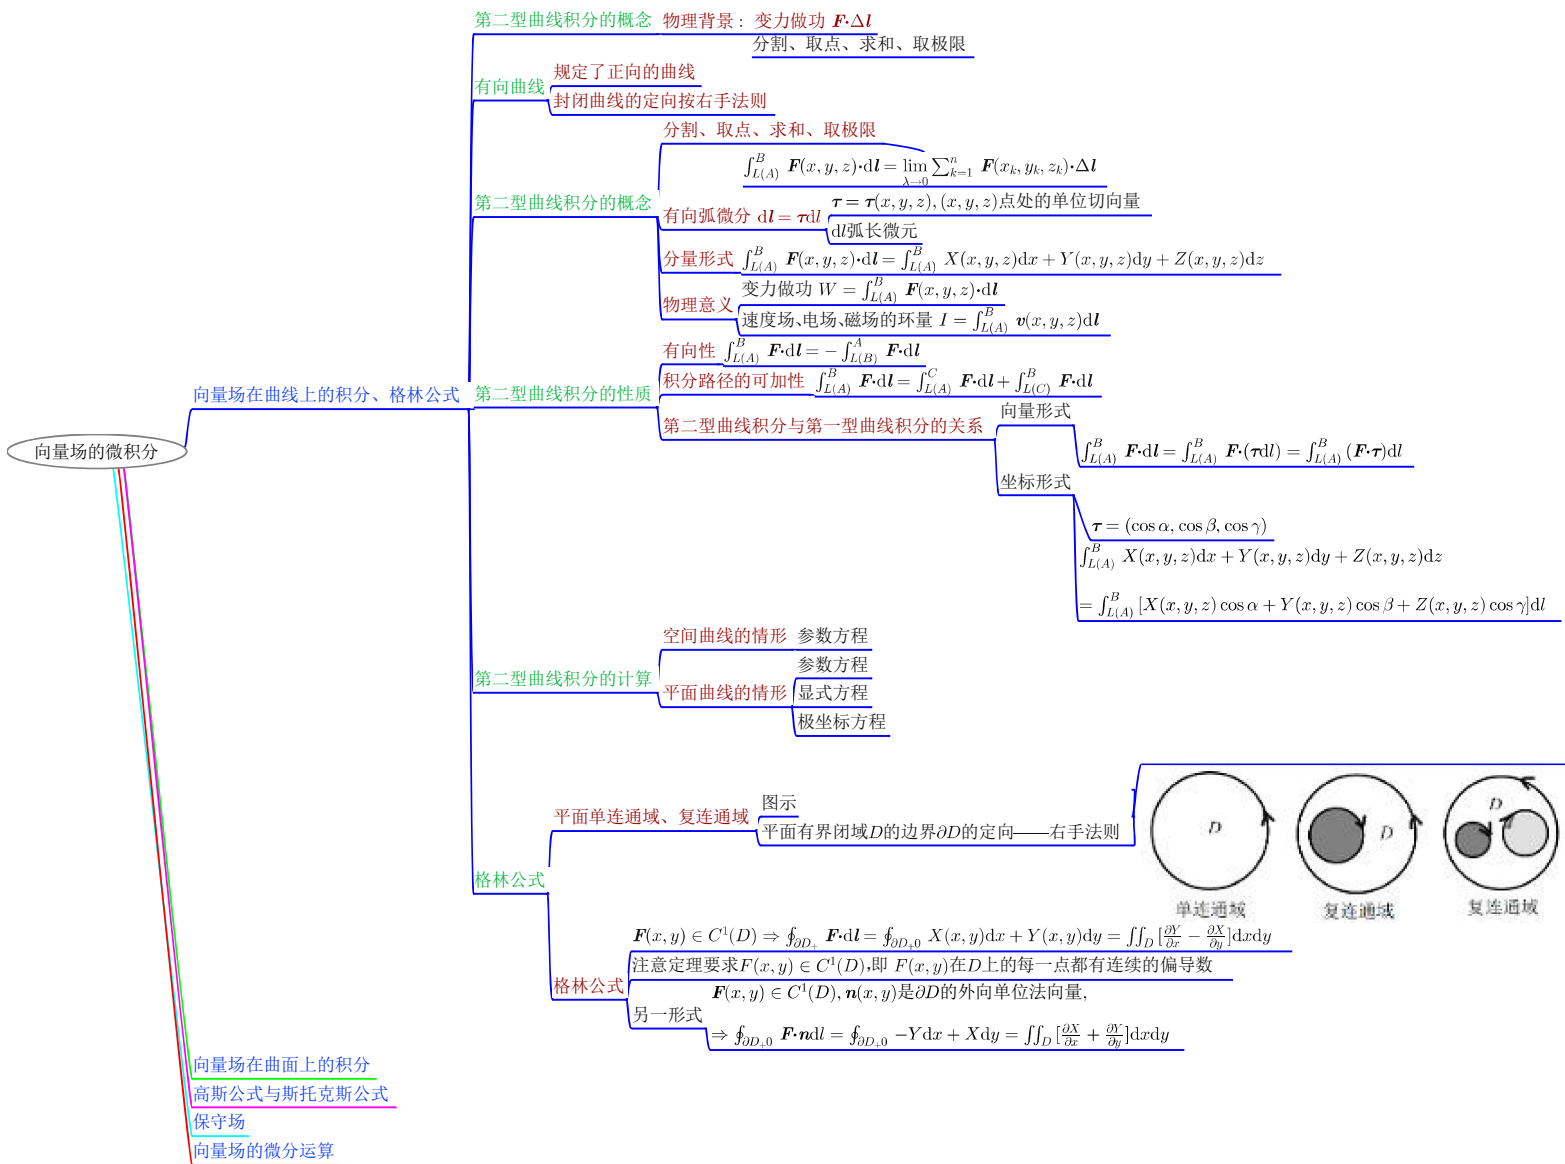 向量场的微积分
向量场在曲线上的积分、格林公式
第二型曲线积分的概念
物理背景：变力做功 F·Δl
分割、取点、求和、取极限
有向曲线
规定了正向的曲线
封闭曲线的定向按右手法则
第二型曲线积分的概念
分割、取点、求和、取极限
∫_{L(A)}^{B} F(x,y,z)·dl = lim_{λ→0} ∑_{k=1}^{n} F(x_k,y_k,z_k)·Δl
有向弧微分 dl = τdl
τ = τ(x,y,z),(x,y,z)点处的单位切向量
dl弧长微元
分量形式
∫_{L(A)}^{B} F(x,y,z)·dl = ∫_{L(A)}^{B} X(x,y,z)dx + Y(x,y,z)dy + Z(x,y,z)dz
物理意义
变力做功 W = ∫_{L(A)}^{B} F(x,y,z)·dl
速度场、电场、磁场的环量 I = ∫_{L(A)}^{B} v(x,y,z)dl
第二型曲线积分的性质
有向性
∫_{L(A)}^{B} F·dl = −∫_{L(B)}^{A} F·dl
积分路径的可加性
∫_{L(A)}^{B} F·dl = ∫_{L(A)}^{C} F·dl + ∫_{L(C)}^{B} F·dl
第二型曲线积分与第一型曲线积分的关系
向量形式
∫_{L(A)}^{B} F·dl = ∫_{L(A)}^{B} F·(τdl) = ∫_{L(A)}^{B} (F·τ)dl
坐标形式
τ = (cos α, cos β, cos γ)
∫_{L(A)}^{B} X(x,y,z)dx + Y(x,y,z)dy + Z(x,y,z)dz
= ∫_{L(A)}^{B} [X(x,y,z) cos α + Y(x,y,z) cos β + Z(x,y,z) cos γ]dl
第二型曲线积分的计算
空间曲线的情形
参数方程
平面曲线的情形
参数方程
显式方程
极坐标方程
格林公式
平面单连通域、复连通域
图示
平面有界闭域D的边界∂D的定向——右手法则
D
D
D
单连通域
复连通域
复连通域
格林公式
F(x,y) ∈ C¹(D) ⇒ ∮_{∂D₊} F·dl = ∮_{∂D₊0} X(x,y)dx + Y(x,y)dy = ∬_D [∂Y/∂x − ∂X/∂y]dxdy
注意定理要求F(x,y) ∈ C¹(D),即 F(x,y)在D上的每一点都有连续的偏导数
另一形式
F(x,y) ∈ C¹(D), n(x,y)是∂D的外向单位法向量,
⇒ ∮_{∂D₊0} F·ndl = ∮_{∂D₊0} −Ydx + Xdy = ∬_D [∂X/∂x + ∂Y/∂y]dxdy
向量场在曲面上的积分
高斯公式与斯托克斯公式
保守场
向量场的微分运算